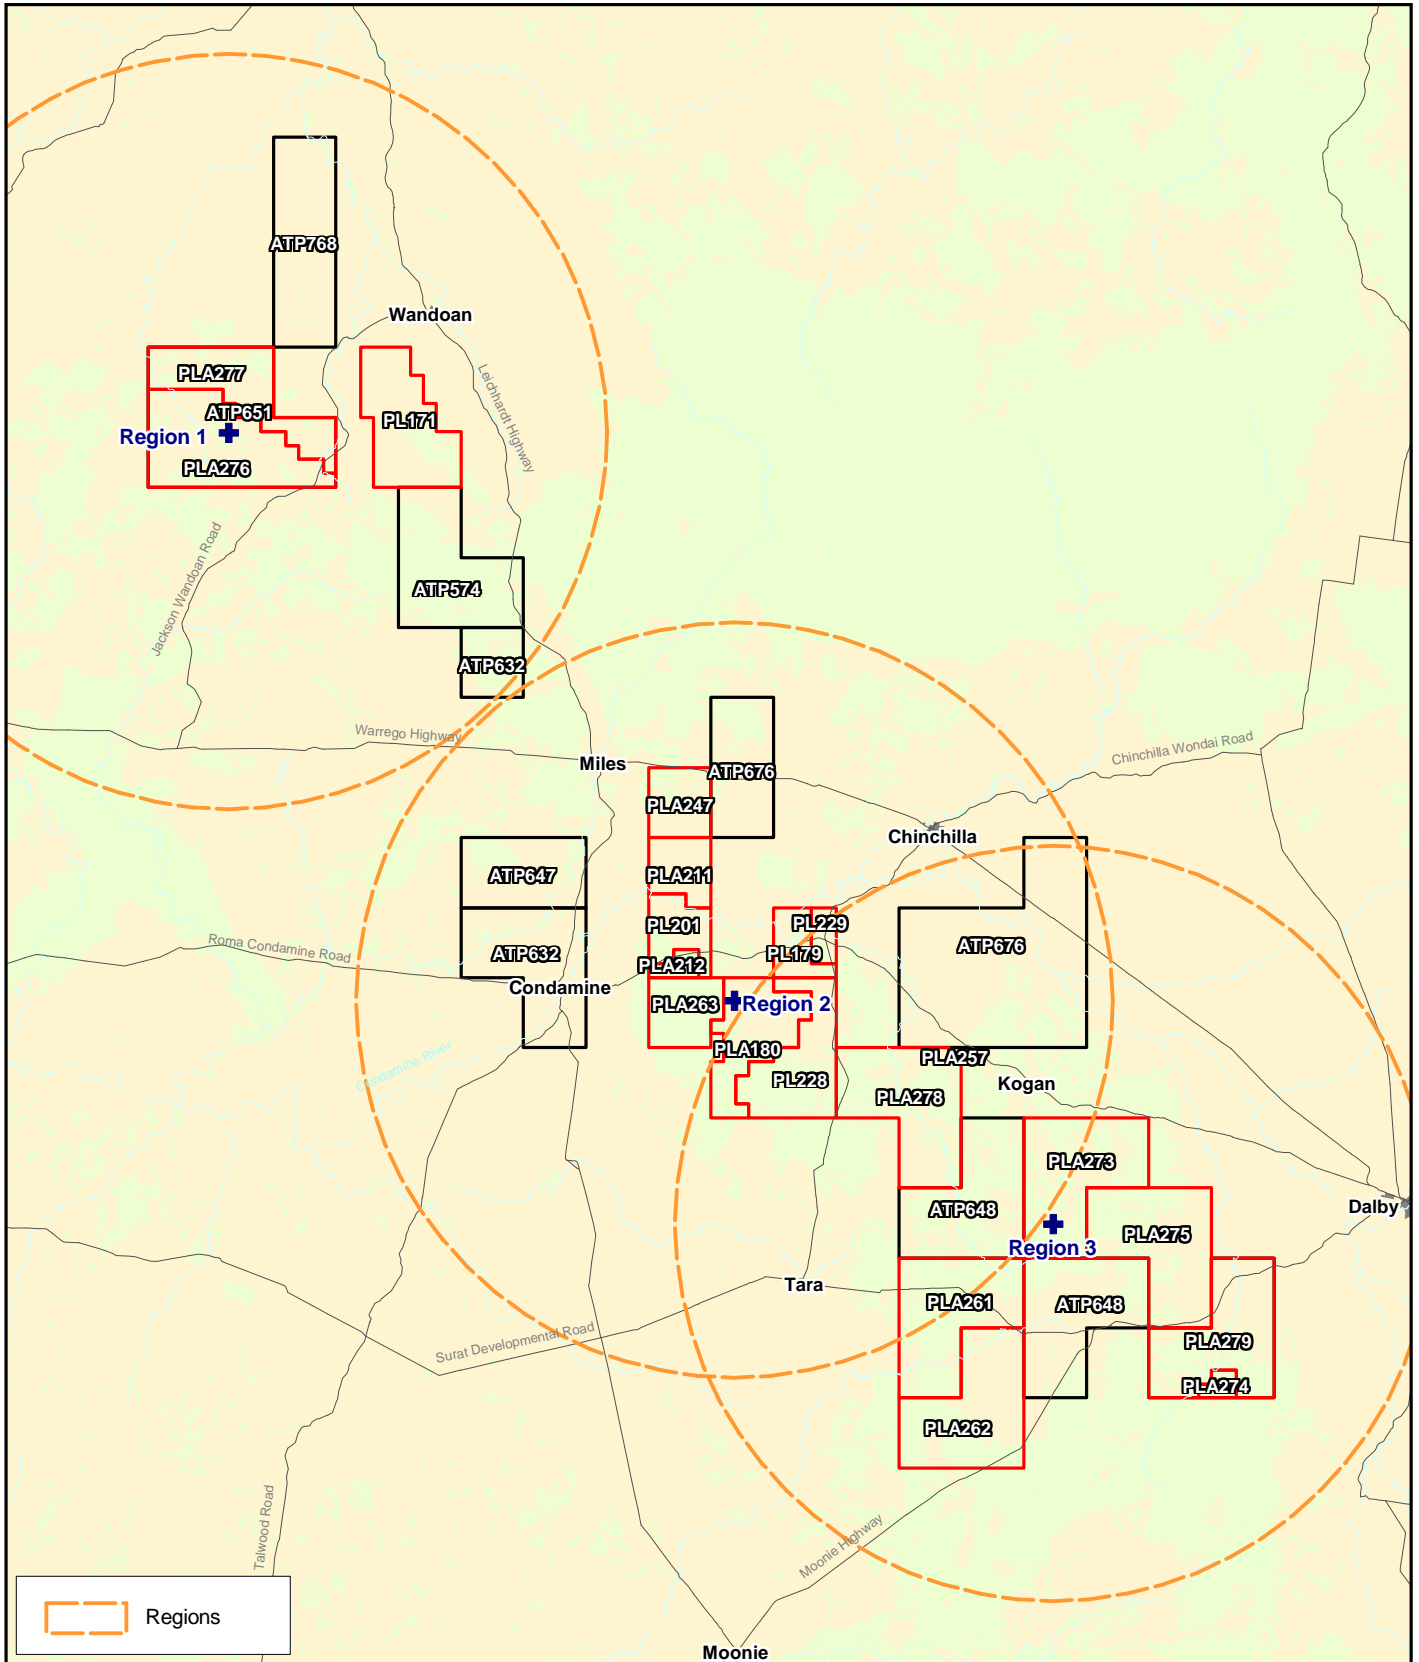 ATP768
Wandoan
PLA277
Leichhardt Highway
ATP651
PL171
Region 1
PLA276
Jackson Wandoan Road
ATP574
ATP632
Warrego Highway
Miles
ATP676
Chinchilla Wondai Road
PLA247
Chinchilla
ATP647
PLA211
PL201
PL229
ATP676
Roma Condamine Road
ATP632
PL179
PLA212
Condamine
PLA263
Region 2
PLA180
PLA257
Condamine River
PL228
Kogan
PLA278
PLA273
ATP648
Dalby
PLA275
Region 3
Tara
PLA261
ATP648
Surat Developmental Road
PLA279
PLA274
PLA262
Talwood Road
Moonie Highway
Regions
Moonie